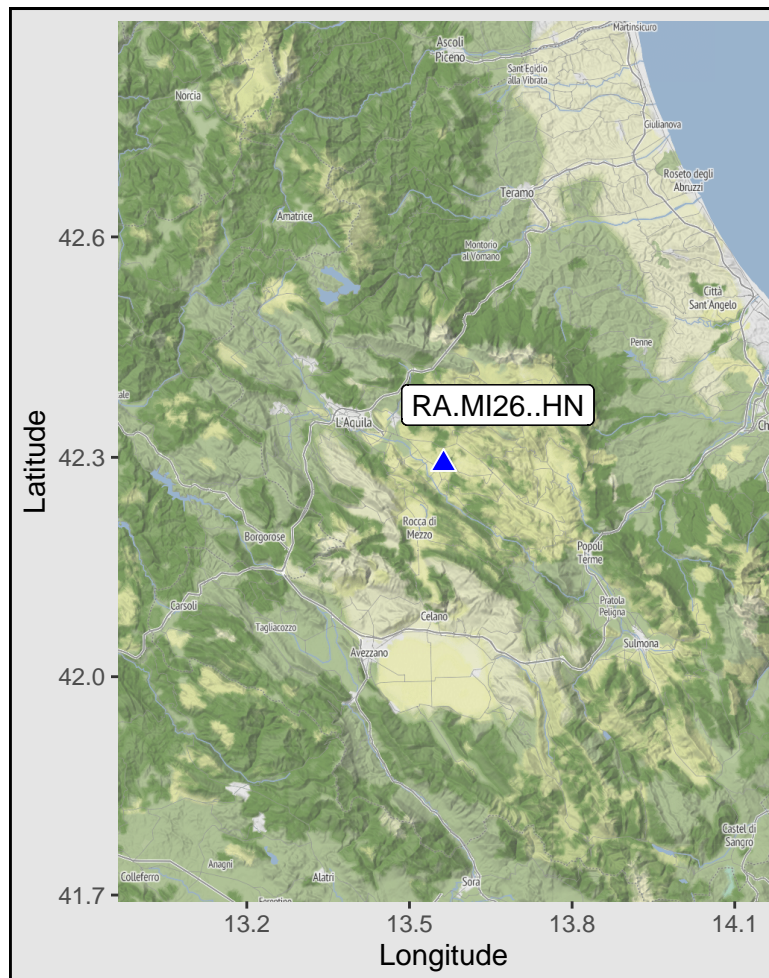 Martinsicuro
Ascoli
Piceno
Sant'Egidio
alla Vibrata
Norcia
Giulianova
Roseto degli
Abruzzi
Teramo
Amatrice
42.6
Montorio
al Vomano
Città
Sant'Angelo
Penne
ale
RA.MI26..HN
L'Aquila
Ch
42.3
Latitude
Rocca di
Mezzo
Borgorose
Popoli
Terme
Carsoli
Pratola
Peligna
Celano
Tagliacozzo
Sulmona
Avezzano
42.0
Castel di
Sangro
Anagni
Colleferro
Alatri
Sora
41.7
Ferentino
13.2
13.5
13.8
14.1
Longitude